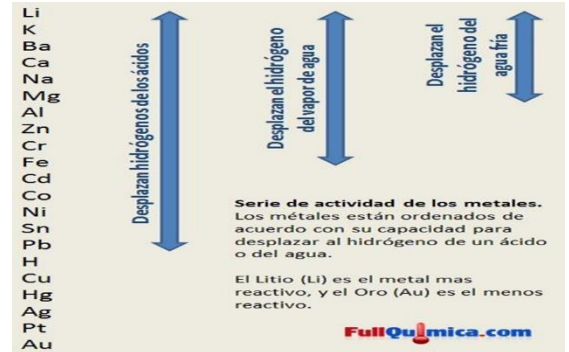 Li
K
Ba
Ca
Na
Mg
Al
Zn
Cr
Fe
Cd
Co
Ni
Sn
Pb
H
Cu
Hg
Ag
Pt
Au
Desplazan hidrógenos de los ácidos
Desplazan el hidrógeno
del vapor de agua
Desplazan el
hidrógeno del
agua fría
Serie de actividad de los metales.
Los métales están ordenados de
acuerdo con su capacidad para
desplazar al hidrógeno de un ácido
o del agua.
El Litio (Li) es el metal mas
reactivo, y el Oro (Au) es el menos
reactivo.
FullQuímica.com